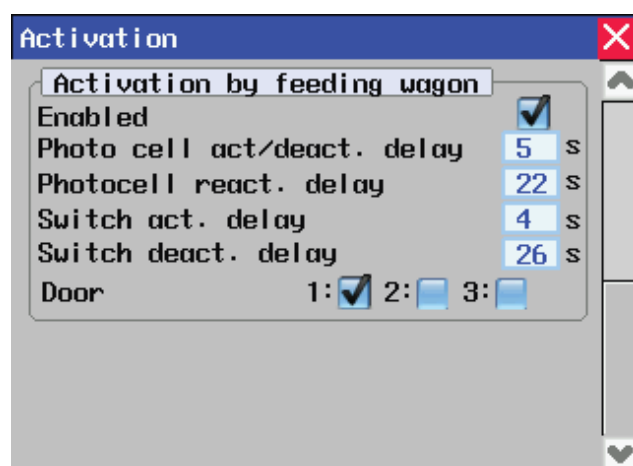 Activation
Activation by feeding wagon
Enabled
Photo cell act/deact. delay 5 s
Photocell react. delay 22 s
Switch act. delay 4 s
Switch deact. delay 26 s
Door 1: 2: 3: